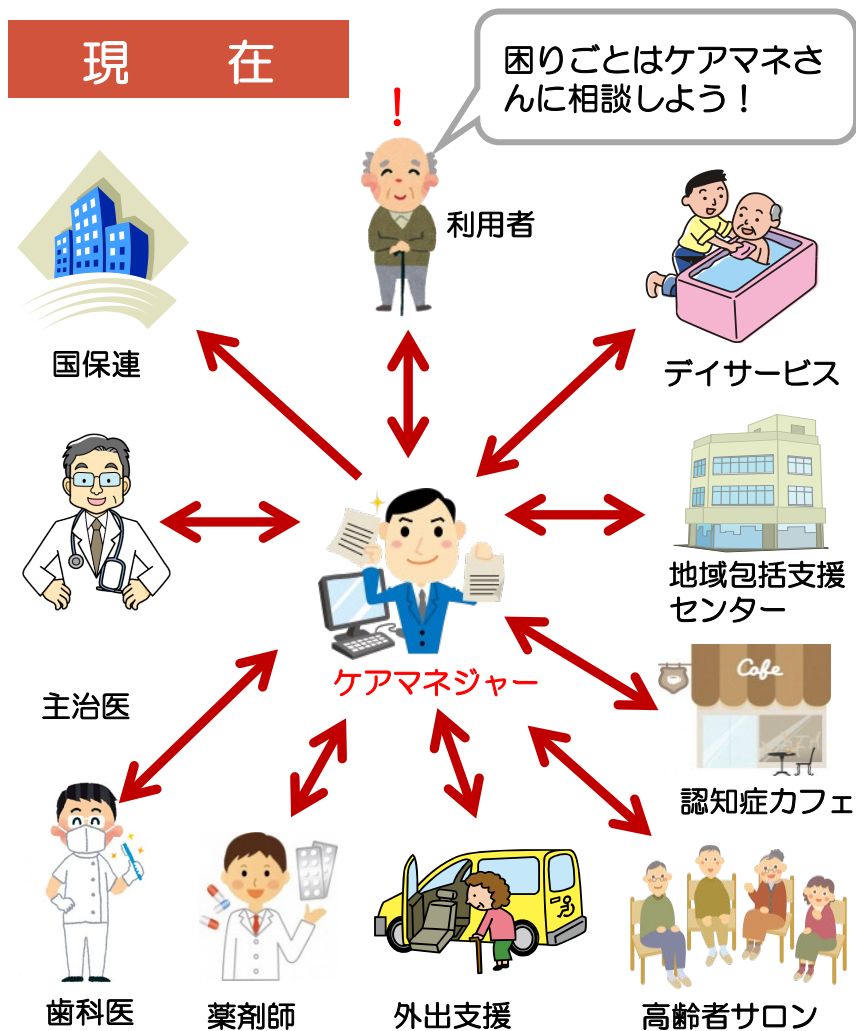 現　在
困りごとはケアマネさ
んに相談しよう！
！
利用者
国保連
デイサービス
地域包括支援
センター
ケアマネジャー
主治医
Cafe
認知症カフェ
歯科医
薬剤師
外出支援
高齢者サロン